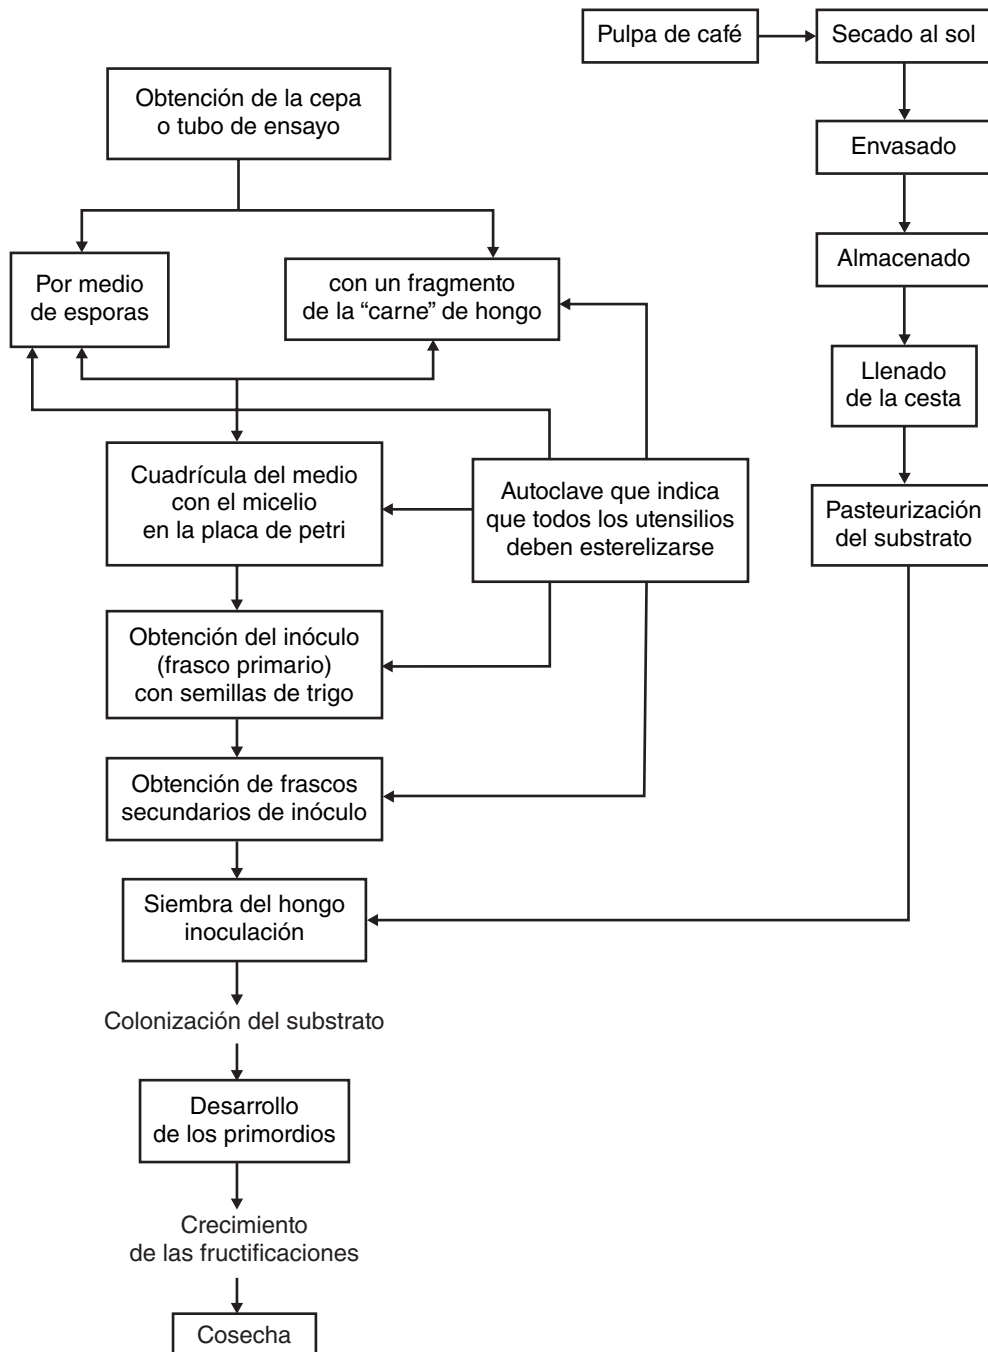 Pulpa de café
Secado al sol
Obtención de la cepa
o tubo de ensayo
Envasado
Almacenado
Por medio
de esporas
con un fragmento
de la “carne” de hongo
Llenado
de la cesta
Cuadrícula del medio
con el micelio
en la placa de petri
Autoclave que indica
que todos los utensilios
deben esterelizarse
Pasteurización
del substrato
Obtención del inóculo
(frasco primario)
con semillas de trigo
Obtención de frascos
secundarios de inóculo
Siembra del hongo
inoculación
Colonización del substrato
Desarrollo
de los primordios
Crecimiento
de las fructificaciones
Cosecha